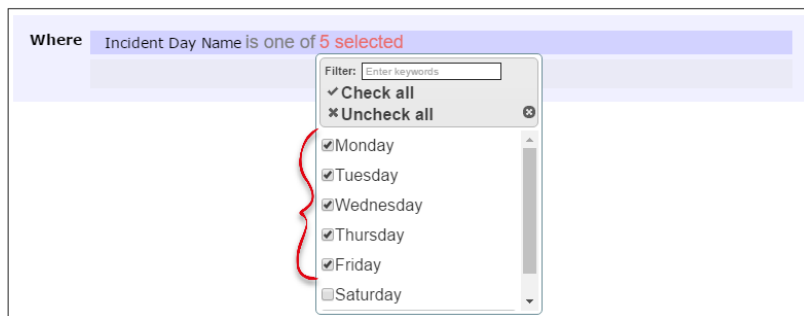 Where Incident Day Name is one of 5 selected
Filter: Enter keywords
Check all
Uncheck all
Monday
Tuesday
Wednesday
Thursday
Friday
Saturday